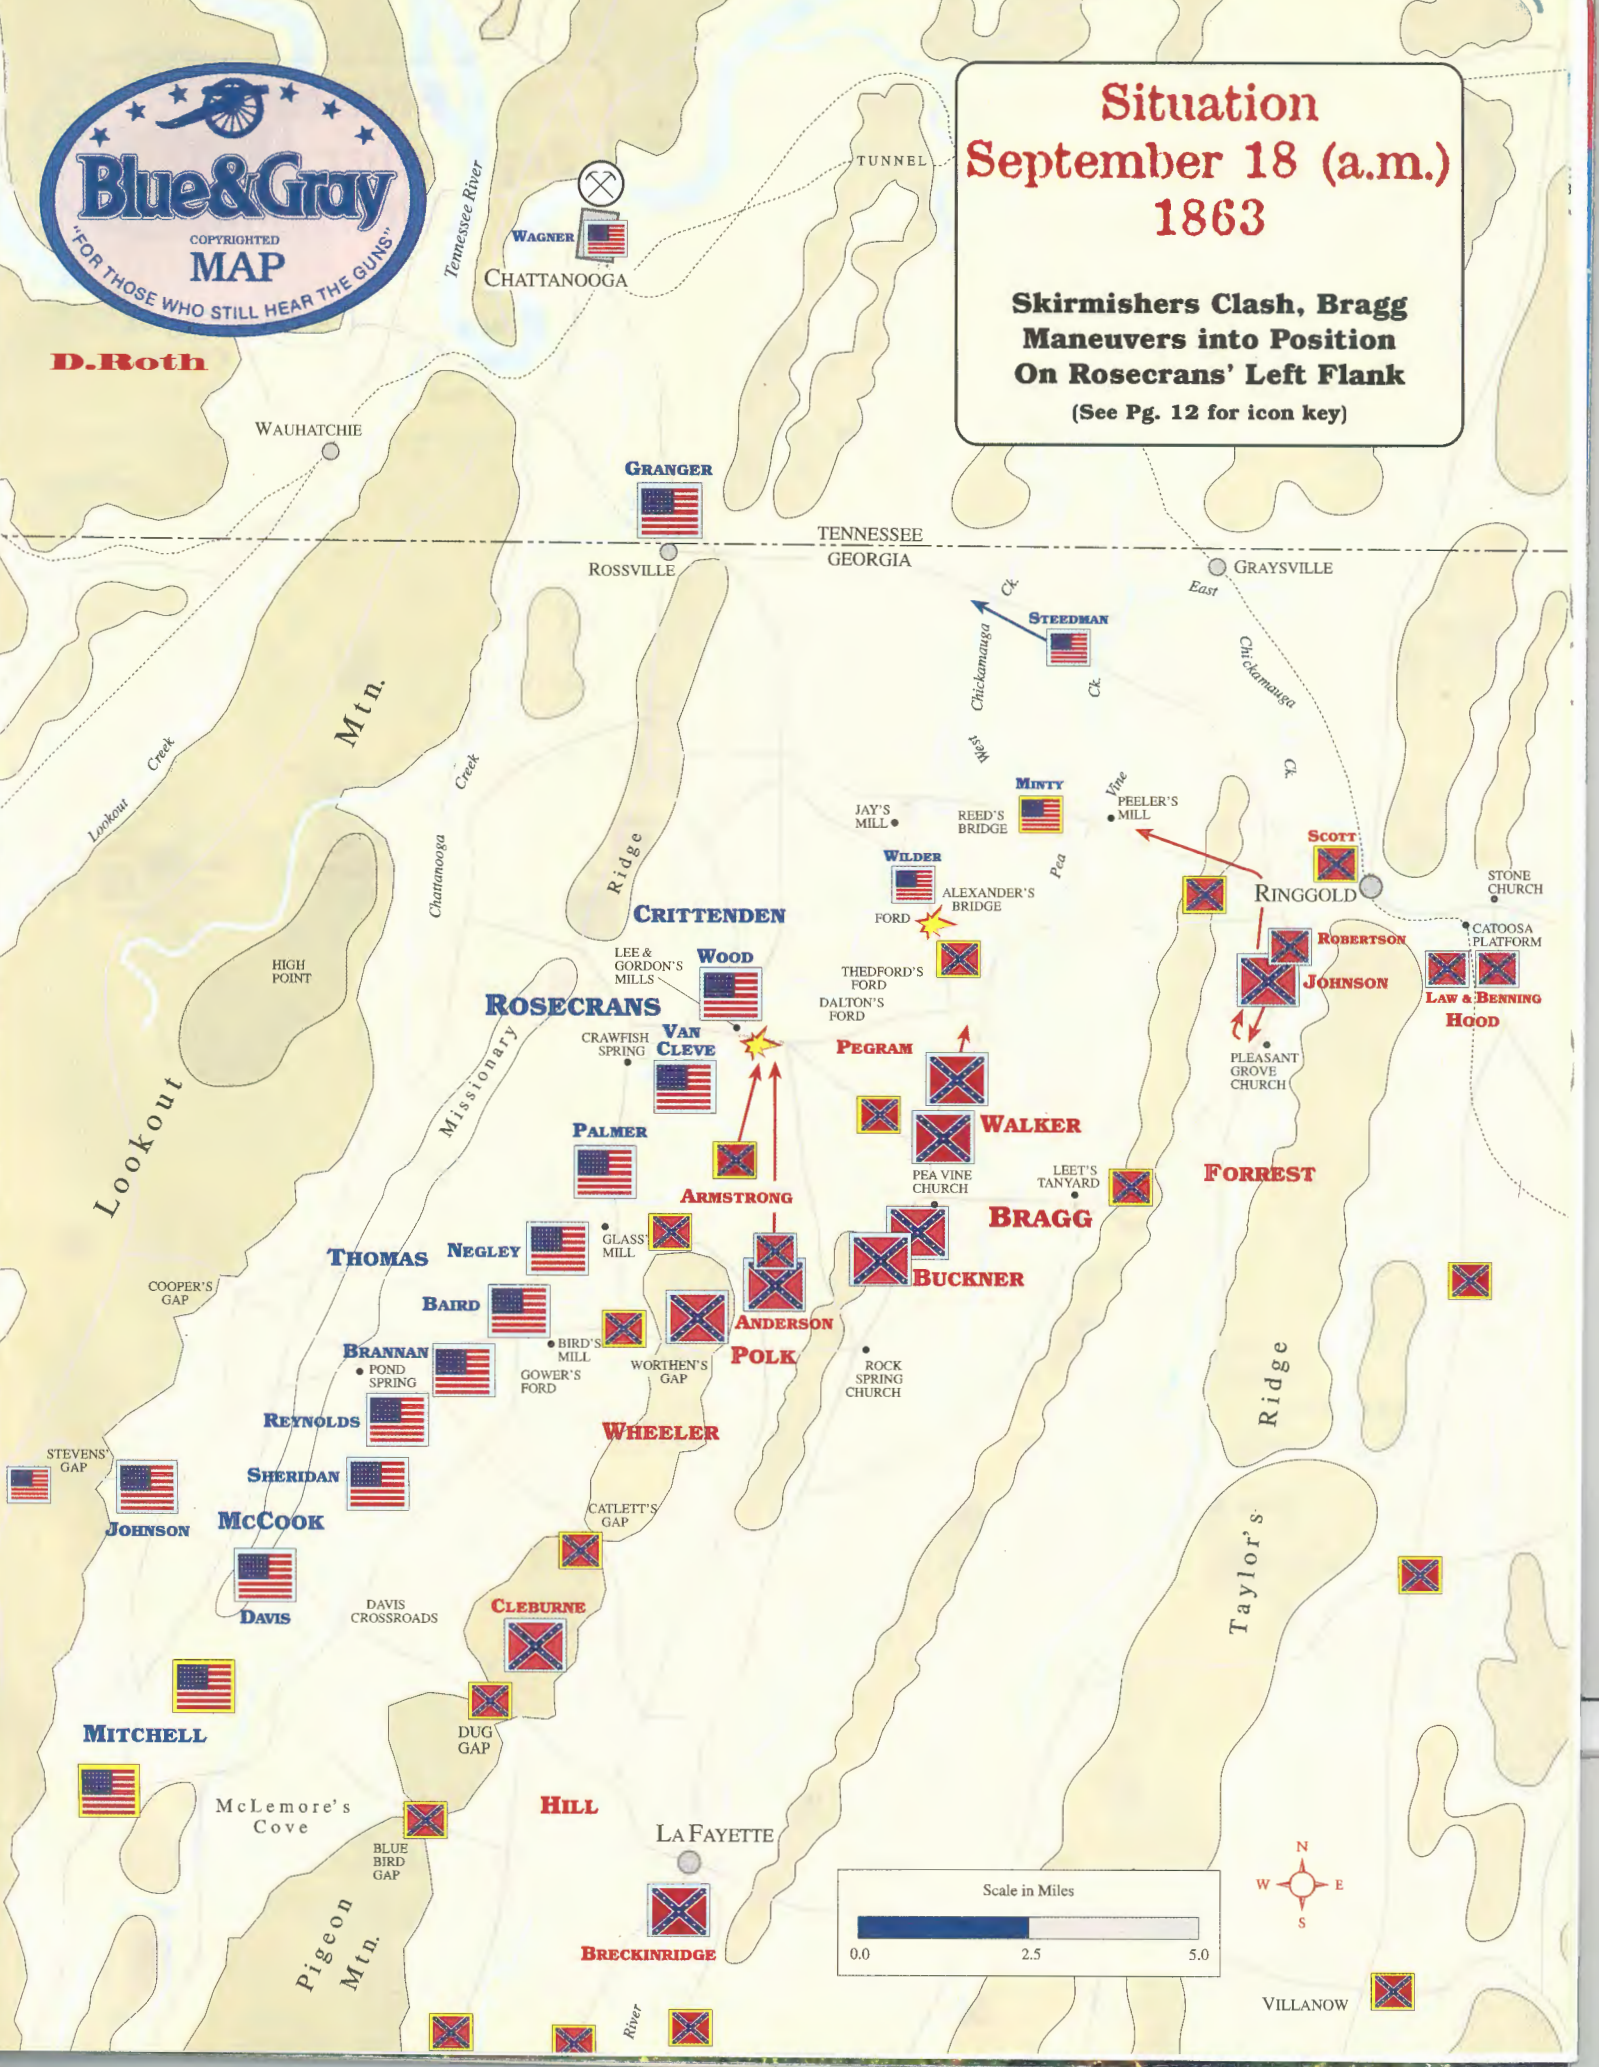 Blue&Gray
COPYRIGHTED
MAP
"FOR THOSE WHO STILL HEAR THE GUNS"
D.Roth
Situation
September 18 (a.m.)
1863
Skirmishers Clash, Bragg
Maneuvers into Position
On Rosecrans' Left Flank
(See Pg. 12 for icon key)
TUNNEL
Tennessee River
WAGNER
CHATTANOOGA
WAUHATCHIE
GRANGER
TENNESSEE
GEORGIA
ROSSVILLE
GRAYSVILLE
East
Chickamauga
Ck.
STEEDMAN
West
Chickamauga
Ck.
Ck.
Vine
Pea
Lookout
Creek
Lookout
Mtn.
Chattanooga
Creek
MINTY
PEELER'S
MILL
JAY'S
MILL
REED'S
BRIDGE
WILDER
ALEXANDER'S
BRIDGE
FORD
SCOTT
RINGGOLD
STONE
CHURCH
CATOOSA
PLATFORM
ROBERTSON
JOHNSON
LAW & BENNING
HOOD
PLEASANT
GROVE
CHURCH
Missionary
Ridge
CRITTENDEN
LEE &
GORDON'S
MILLS
WOOD
HIGH
POINT
ROSECRANS
CRAWFISH
SPRING
VAN
CLEVE
THEDFORD'S
FORD
DALTON'S
FORD
PEGRAM
WALKER
PEA VINE
CHURCH
LEET'S
TANYARD
FORREST
BRAGG
PALMER
ARMSTRONG
GLASS'
MILL
THOMAS
NEGLEY
BAIRD
COOPER'S
GAP
BUCKNER
ANDERSON
POLK
BRANNAN
POND
SPRING
BIRD'S
MILL
GOWER'S
FORD
WORTHEN'S
GAP
ROCK
SPRING
CHURCH
REYNOLDS
WHEELER
STEVENS'
GAP
SHERIDAN
JOHNSON
MCCOOK
CATLETT'S
GAP
DAVIS
DAVIS
CROSSROADS
CLEBURNE
Taylor's
Ridge
MITCHELL
DUG
GAP
McLemore's
Cove
HILL
BLUE
BIRD
GAP
LA FAYETTE
Pigeon
Mtn.
BRECKINRIDGE
River
Scale in Miles
0.0
2.5
5.0
N
W
E
S
VILLANOW